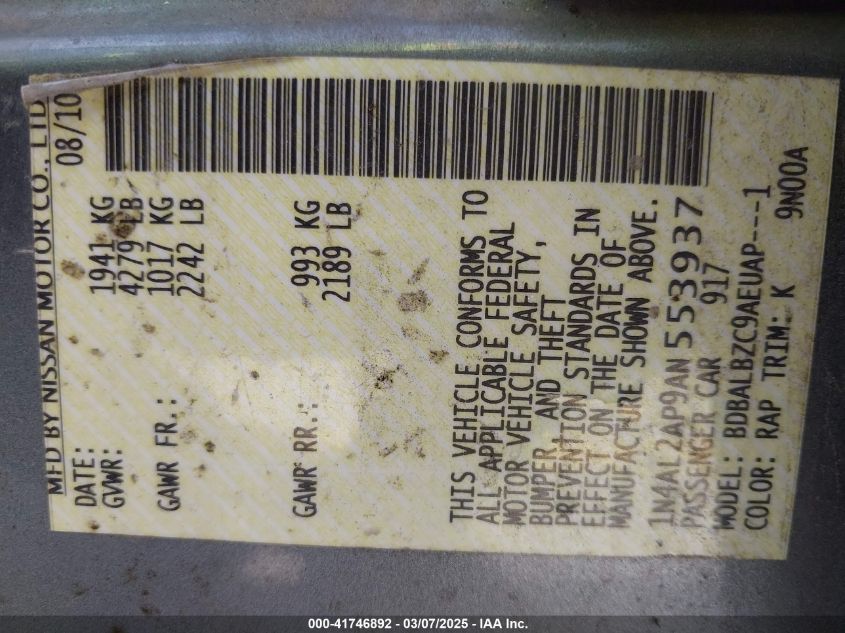 MFD BY NISSAN MOTOR CO., LTD
DATE: 08/10
GVWR: 1941 KG
4279 LB
GAWR FR.: 1017 KG
2242 LB
GAWR RR.: 993 KG
2189 LB
THIS VEHICLE CONFORMS TO
ALL APPLICABLE FEDERAL
MOTOR VEHICLE SAFETY,
BUMPER, AND THEFT
PREVENTION STANDARDS IN
EFFECT ON THE DATE OF
MANUFACTURE SHOWN ABOVE.
1N4AL2AP9AN553937
PASSENGER CAR 917
MODEL: BDBALBZC9AEUAP----1
COLOR: RAP TRIM: K 9N00A
000-41746892 — 03/07/2025 — IAA Inc.